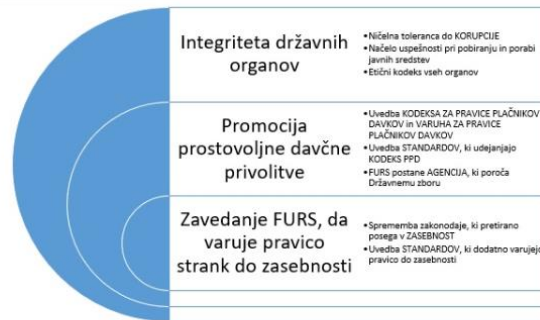 Integriteta državnih
organov
•Ničelna toleranca do KORUPCIJE
•Načelo uspešnosti pri pobiranju in porabi
javnih sredstev
•Etični kodeks vseh organov
Promocija
prostovoljne davčne
privolitve
•Uvedba KODEKSA ZA PRAVICE PLAČNIKOV
DAVKOV in VARUHA ZA PRAVICE
PLAČNIKOV DAVKOV
•Uvedba STANDARDOV, ki udejanjajo
KODEKS PPD
•FURS postane AGENCIJA, ki poroča
Državnemu zboru
Zavedanje FURS, da
varuje pravico
strank do zasebnosti
•Sprememba zakonodaje, ki pretirano
posega v ZASEBNOST
•Uvedba STANDARDOV, ki dodatno varujejo
pravico do zasebnosti